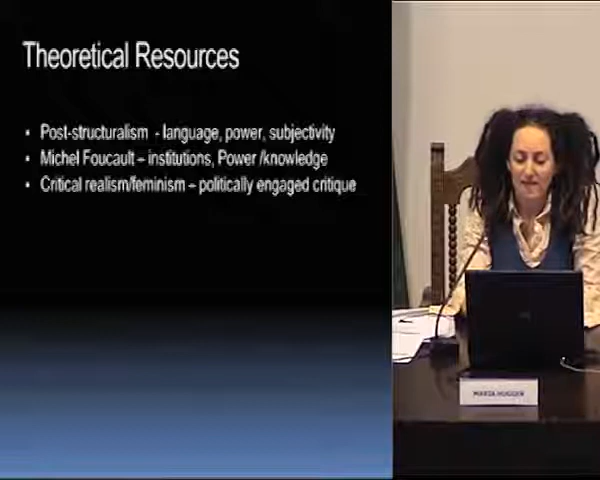 Theoretical Resources
Post-structuralism - language, power, subjectivity
Michel Foucault – institutions, Power /knowledge
Critical realism/feminism – politically engaged critique